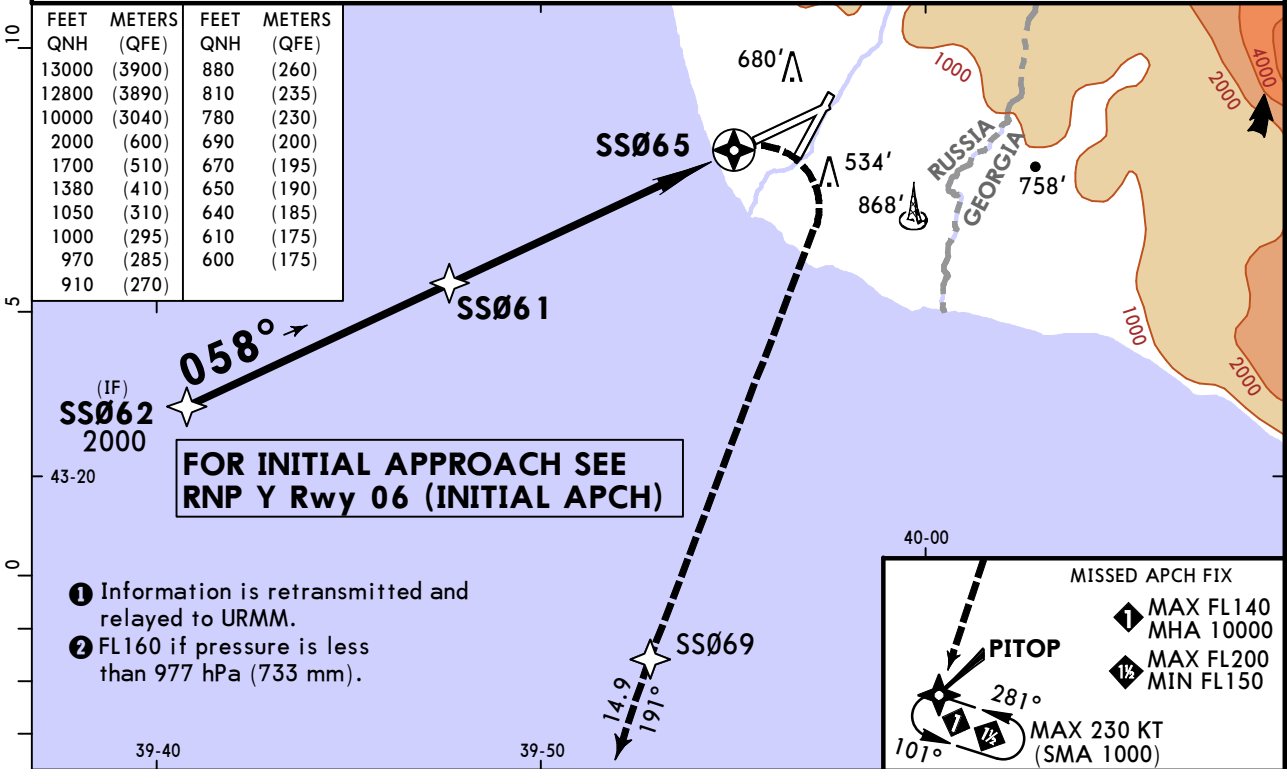 FEET METERS FEET METERS
QNH (QFE) QNH (QFE)
13000 (3900) 880 (260)
12800 (3890) 810 (235)
10000 (3040) 780 (230)
2000 (600) 690 (200)
1700 (510) 670 (195)
1380 (410) 650 (190)
1050 (310) 640 (185)
1000 (295) 610 (175)
970 (285) 600 (175)
910 (270)
10
5
0
680'
1000
2000
4000
SSØ65
534'
868'
RUSSIA
GEORGIA
758'
SSØ61
058°
(IF)
SSØ62
2000
1000
2000
43-20
FOR INITIAL APPROACH SEE
RNP Y Rwy 06 (INITIAL APCH)
40-00
1 Information is retransmitted and
relayed to URMM.
2 FL160 if pressure is less
than 977 hPa (733 mm).
SSØ69
14.9
191°
39-40
39-50
MISSED APCH FIX
1 MAX FL140
MHA 10000
1½ MAX FL200
MIN FL150
PITOP
281°
1
1½
101°
MAX 230 KT
(SMA 1000)